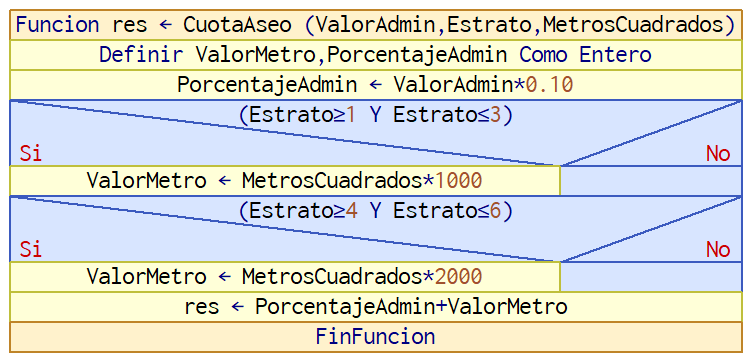 Funcion res ← CuotaAseo (ValorAdmin,Estrato,MetrosCuadrados)
Definir ValorMetro,PorcentajeAdmin Como Entero
PorcentajeAdmin ← ValorAdmin*0.10
(Estrato≥1 Y Estrato≤3)
Si No
ValorMetro ← MetrosCuadrados*1000
(Estrato≥4 Y Estrato≤6)
Si No
ValorMetro ← MetrosCuadrados*2000
res ← PorcentajeAdmin+ValorMetro
FinFuncion